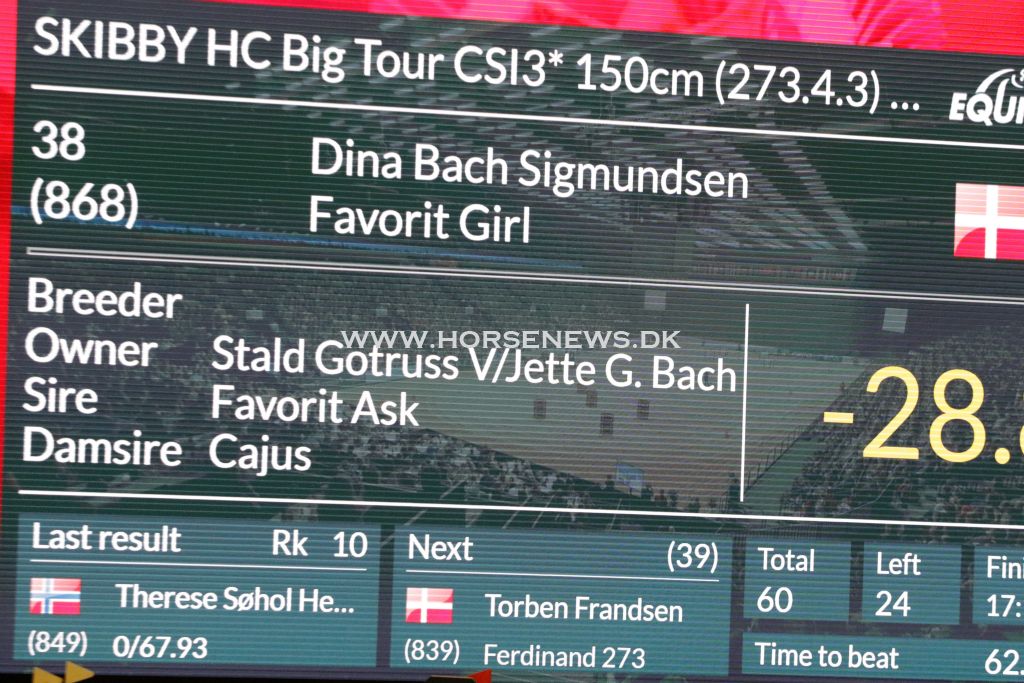 SKIBBY HC Big Tour CSI3* 150cm (273.4.3) ...
38 Dina Bach Sigmundsen
(868) Favorit Girl
Breeder
Owner Stald Gotruss V/Jette G. Bach
Sire Favorit Ask
Damsire Cajus
-28.
WWW.HORSENEWS.DK
Last result Rk 10
Therese Søhol He...
(849) 0/67.93
Next (39)
Torben Frandsen
(839) Ferdinand 273
Total
60
Left
24
17:
Time to beat
62.